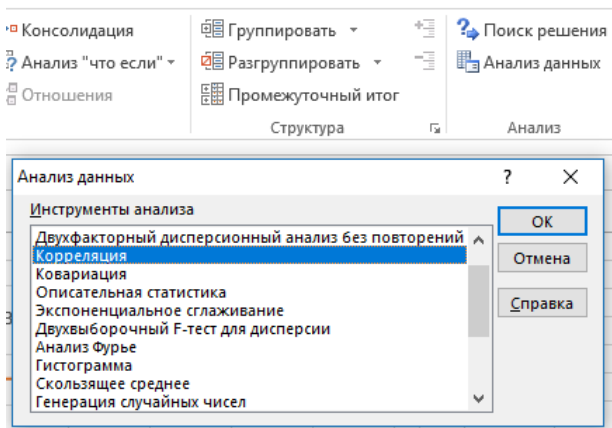 Консолидация
Группировать
Поиск решения
Анализ "что если"
Разгруппировать
Анализ данных
Отношения
Промежуточный итог
Структура
Анализ
Анализ данных
?
Инструменты анализа
Двухфакторный дисперсионный анализ без повторений
Корреляция
Ковариация
Описательная статистика
Экспоненциальное сглаживание
Двухвыборочный F-тест для дисперсии
Анализ Фурье
Гистограмма
Скользящее среднее
Генерация случайных чисел
ОК
Отмена
Справка